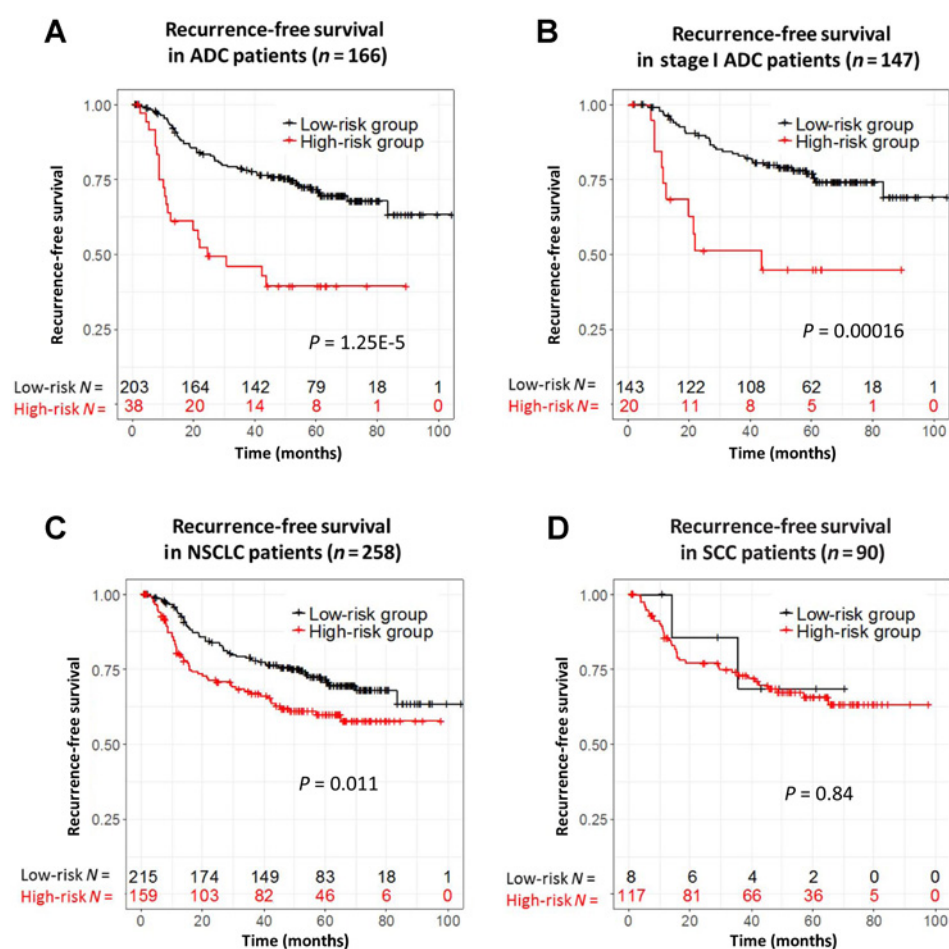 A
Recurrence-free survival
in ADC patients (n = 166)
Recurrence-free survival
1.00
0.75
0.50
0.25
Low-risk group
High-risk group
P = 1.25E-5
Low-risk N = 203 164 142 79 18 1
High-risk N = 38 20 14 8 1 0
0 20 40 60 80 100
Time (months)
B
Recurrence-free survival
in stage I ADC patients (n = 147)
Recurrence-free survival
1.00
0.75
0.50
0.25
Low-risk group
High-risk group
P = 0.00016
Low-risk N = 143 122 108 62 18 1
High-risk N = 20 11 8 5 1 0
0 20 40 60 80 100
Time (months)
C
Recurrence-free survival
in NSCLC patients (n = 258)
Recurrence-free survival
1.00
0.75
0.50
0.25
Low-risk group
High-risk group
P = 0.011
Low-risk N = 215 174 149 83 18 1
High-risk N = 159 103 82 46 6 0
0 20 40 60 80 100
Time (months)
D
Recurrence-free survival
in SCC patients (n = 90)
Recurrence-free survival
1.00
0.75
0.50
0.25
Low-risk group
High-risk group
P = 0.84
Low-risk N = 8 6 4 2 0 0
High-risk N = 117 81 66 36 5 0
0 20 40 60 80 100
Time (months)